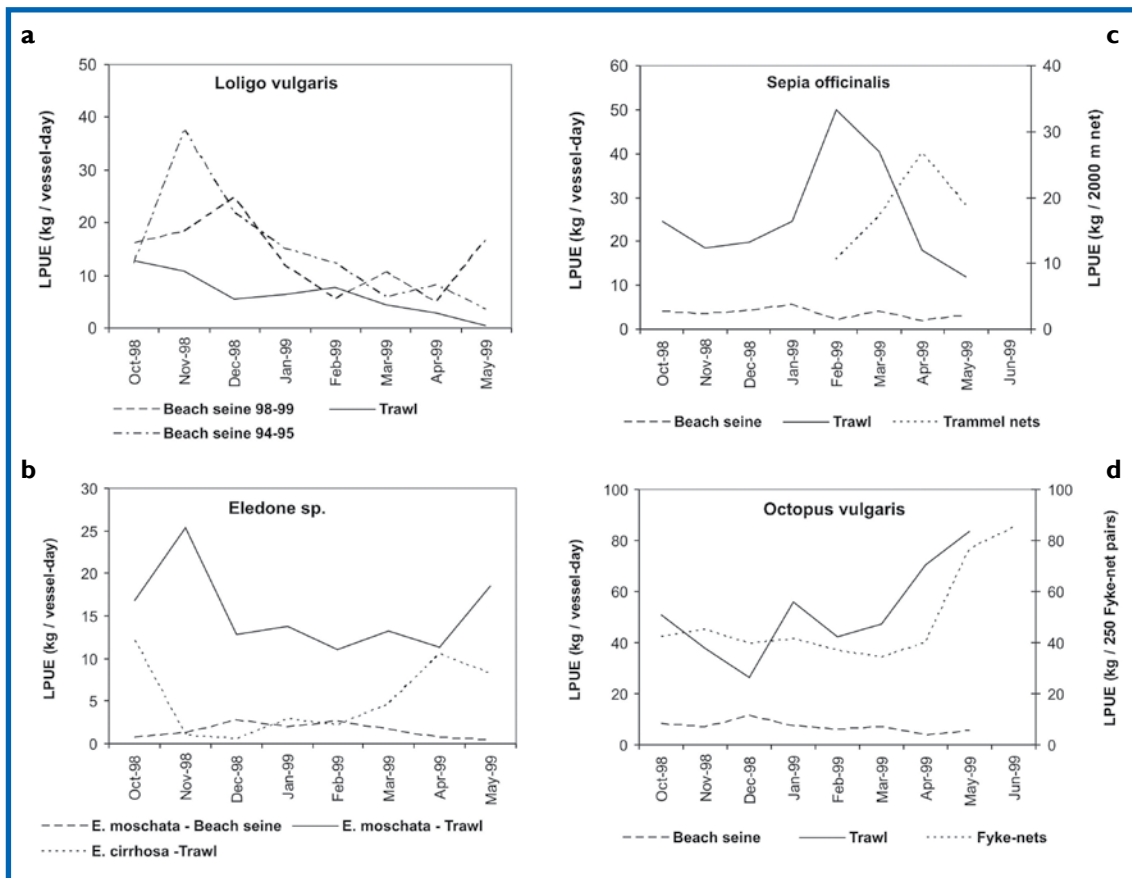 a
Loligo vulgaris
LPUE (kg / vessel-day)
50
40
30
20
10
0
Oct-98
Nov-98
Dec-98
Jan-99
Feb-99
Mar-99
Apr-99
May-99
Beach seine 98-99
Trawl
Beach seine 94-95
c
Sepia officinalis
LPUE (kg / vessel-day)
60
50
40
30
20
10
0
LPUE (kg / 2000 m net)
40
30
20
10
0
Oct-98
Nov-98
Dec-98
Jan-99
Feb-99
Mar-99
Apr-99
May-99
Jun-99
Beach seine
Trawl
Trammel nets
b
Eledone sp.
LPUE (kg / vessel-day)
30
25
20
15
10
5
0
Oct-98
Nov-98
Dec-98
Jan-99
Feb-99
Mar-99
Apr-99
May-99
E. moschata - Beach seine
E. moschata - Trawl
E. cirrhosa -Trawl
d
Octopus vulgaris
LPUE (kg / vessel-day)
100
80
60
40
20
0
LPUE (kg / 250 Fyke-net pairs)
100
80
60
40
20
0
Oct-98
Nov-98
Dec-98
Jan-99
Feb-99
Mar-99
Apr-99
May-99
Jun-99
Beach seine
Trawl
Fyke-nets